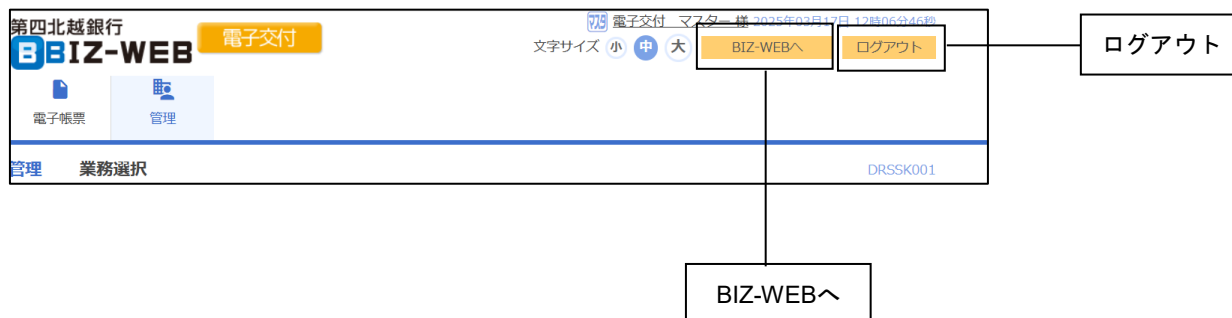 第四北越銀行
BBIZ-WEB 電子交付
マスタ 電子交付 マスター 様 2025年03月17日 12時06分46秒
文字サイズ 小 中 大 BIZ-WEBへ ログアウト
ログアウト
電子帳票 管理
管理 業務選択 DRSSK001
BIZ-WEBへ